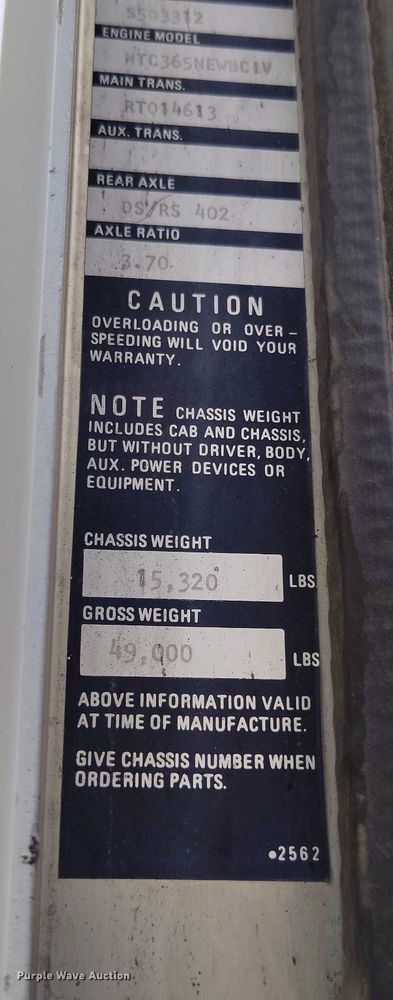 S503312
ENGINE MODEL
NTC365NEWBCIV
MAIN TRANS.
RTO14613
AUX. TRANS.
REAR AXLE
DS/RS 402
AXLE RATIO
3.70
CAUTION
OVERLOADING OR OVER-
SPEEDING WILL VOID YOUR
WARRANTY.
NOTE CHASSIS WEIGHT
INCLUDES CAB AND CHASSIS,
BUT WITHOUT DRIVER, BODY,
AUX. POWER DEVICES OR
EQUIPMENT.
CHASSIS WEIGHT
15,320 LBS.
GROSS WEIGHT
49,000 LBS
ABOVE INFORMATION VALID
AT TIME OF MANUFACTURE.
GIVE CHASSIS NUMBER WHEN
ORDERING PARTS.
•2562
Purple Wave Auction